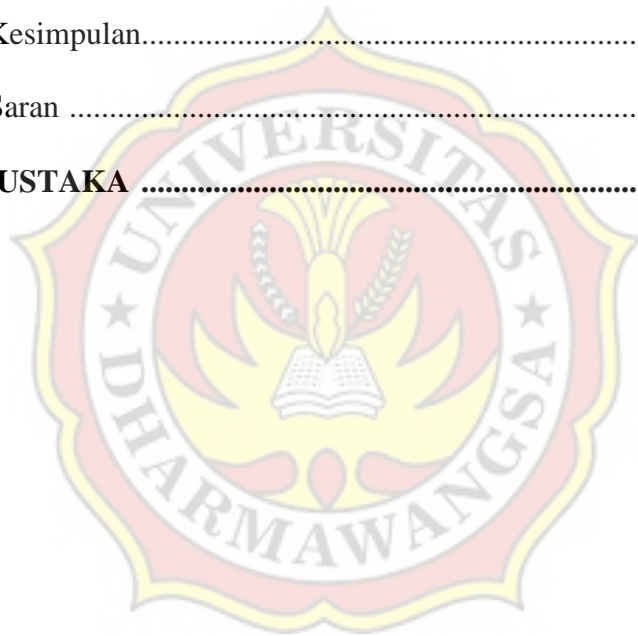 Kesimpulan.............................................................
Saran ......................................................................
USTAKA ...........................................................
UNIVERSITAS
DHARMAWANGSA